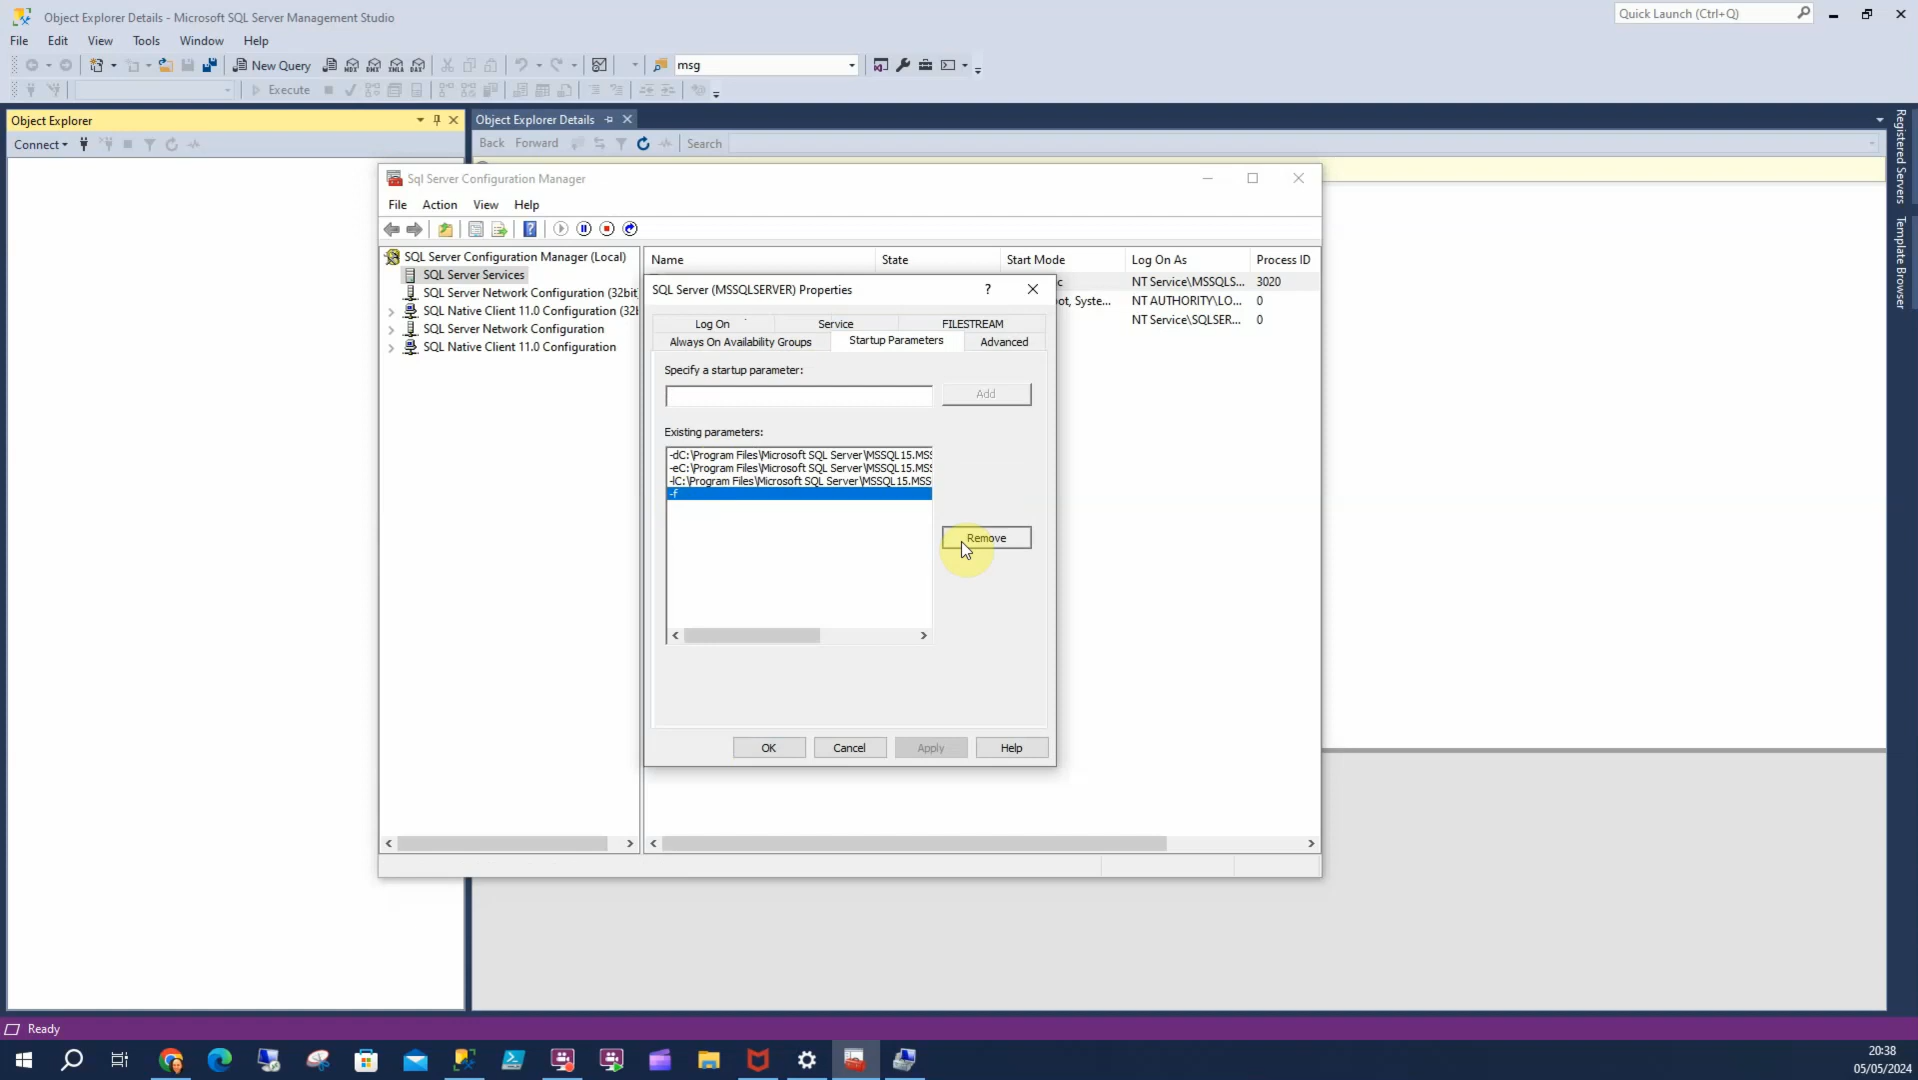 Object Explorer Details - Microsoft SQL Server Management Studio
Quick Launch (Ctrl+Q)
File Edit View Tools Window Help
New Query
msg
Execute
Object Explorer
Object Explorer Details
Connect
Back Forward Search
Registered Servers
Template Browser
Sql Server Configuration Manager
File Action View Help
SQL Server Configuration Manager (Local)
SQL Server Services
SQL Server Network Configuration (32bit
SQL Native Client 11.0 Configuration (32
SQL Server Network Configuration
SQL Native Client 11.0 Configuration
Name State Start Mode Log On As Process ID
c NT Service\MSSQLS... 3020
ot, Syste... NT AUTHORITY\LO... 0
NT Service\SQLSER... 0
SQL Server (MSSQLSERVER) Properties
?
Log On Service FILESTREAM
Always On Availability Groups Startup Parameters Advanced
Specify a startup parameter:
Add
Existing parameters:
-dC:\Program Files\Microsoft SQL Server\MSSQL15.MSS
-eC:\Program Files\Microsoft SQL Server\MSSQL15.MSS
-lC:\Program Files\Microsoft SQL Server\MSSQL15.MSS
-f
Remove
OK Cancel Apply Help
Ready
20:38
05/05/2024